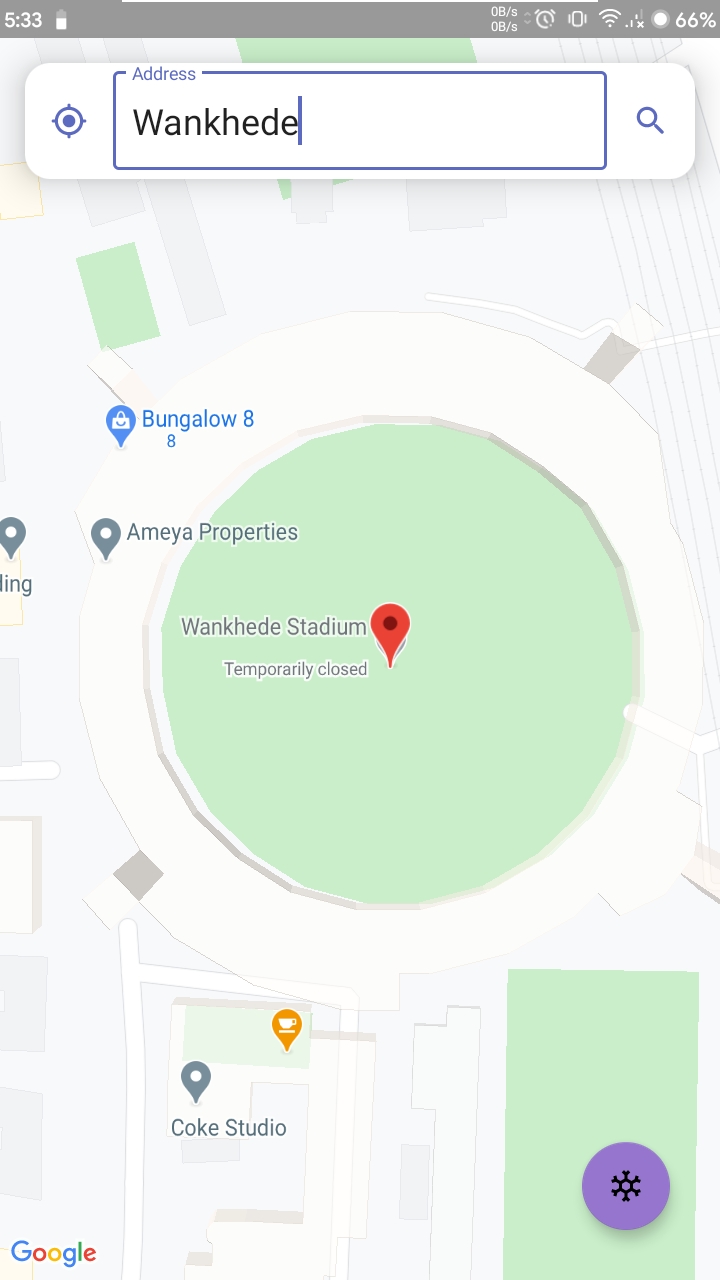 5:33
0B/s
0B/s
66%
Address
Wankhede
Bungalow 8
8
Ameya Properties
ding
Wankhede Stadium
Temporarily closed
Coke Studio
Google